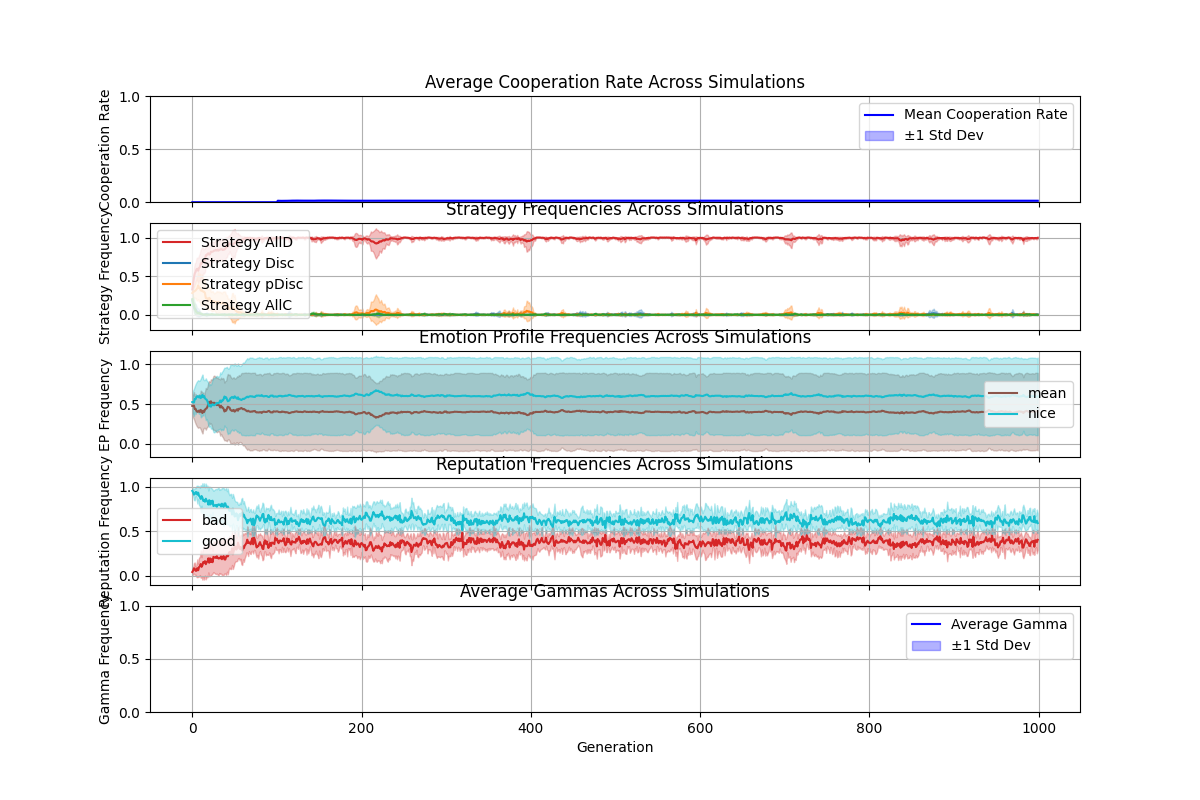 Average Cooperation Rate Across Simulations
Cooperation Rate
1.0
0.5
0.0
Mean Cooperation Rate
±1 Std Dev
Strategy Frequencies Across Simulations
Strategy Frequency
1.0
0.5
0.0
Strategy AllD
Strategy Disc
Strategy pDisc
Strategy AllC
Emotion Profile Frequencies Across Simulations
EP Frequency
1.0
0.5
0.0
mean
nice
Reputation Frequencies Across Simulations
Reputation Frequency
1.0
0.5
0.0
bad
good
Average Gammas Across Simulations
Gamma Frequency
1.0
0.5
0.0
Average Gamma
±1 Std Dev
0
200
400
600
800
1000
Generation